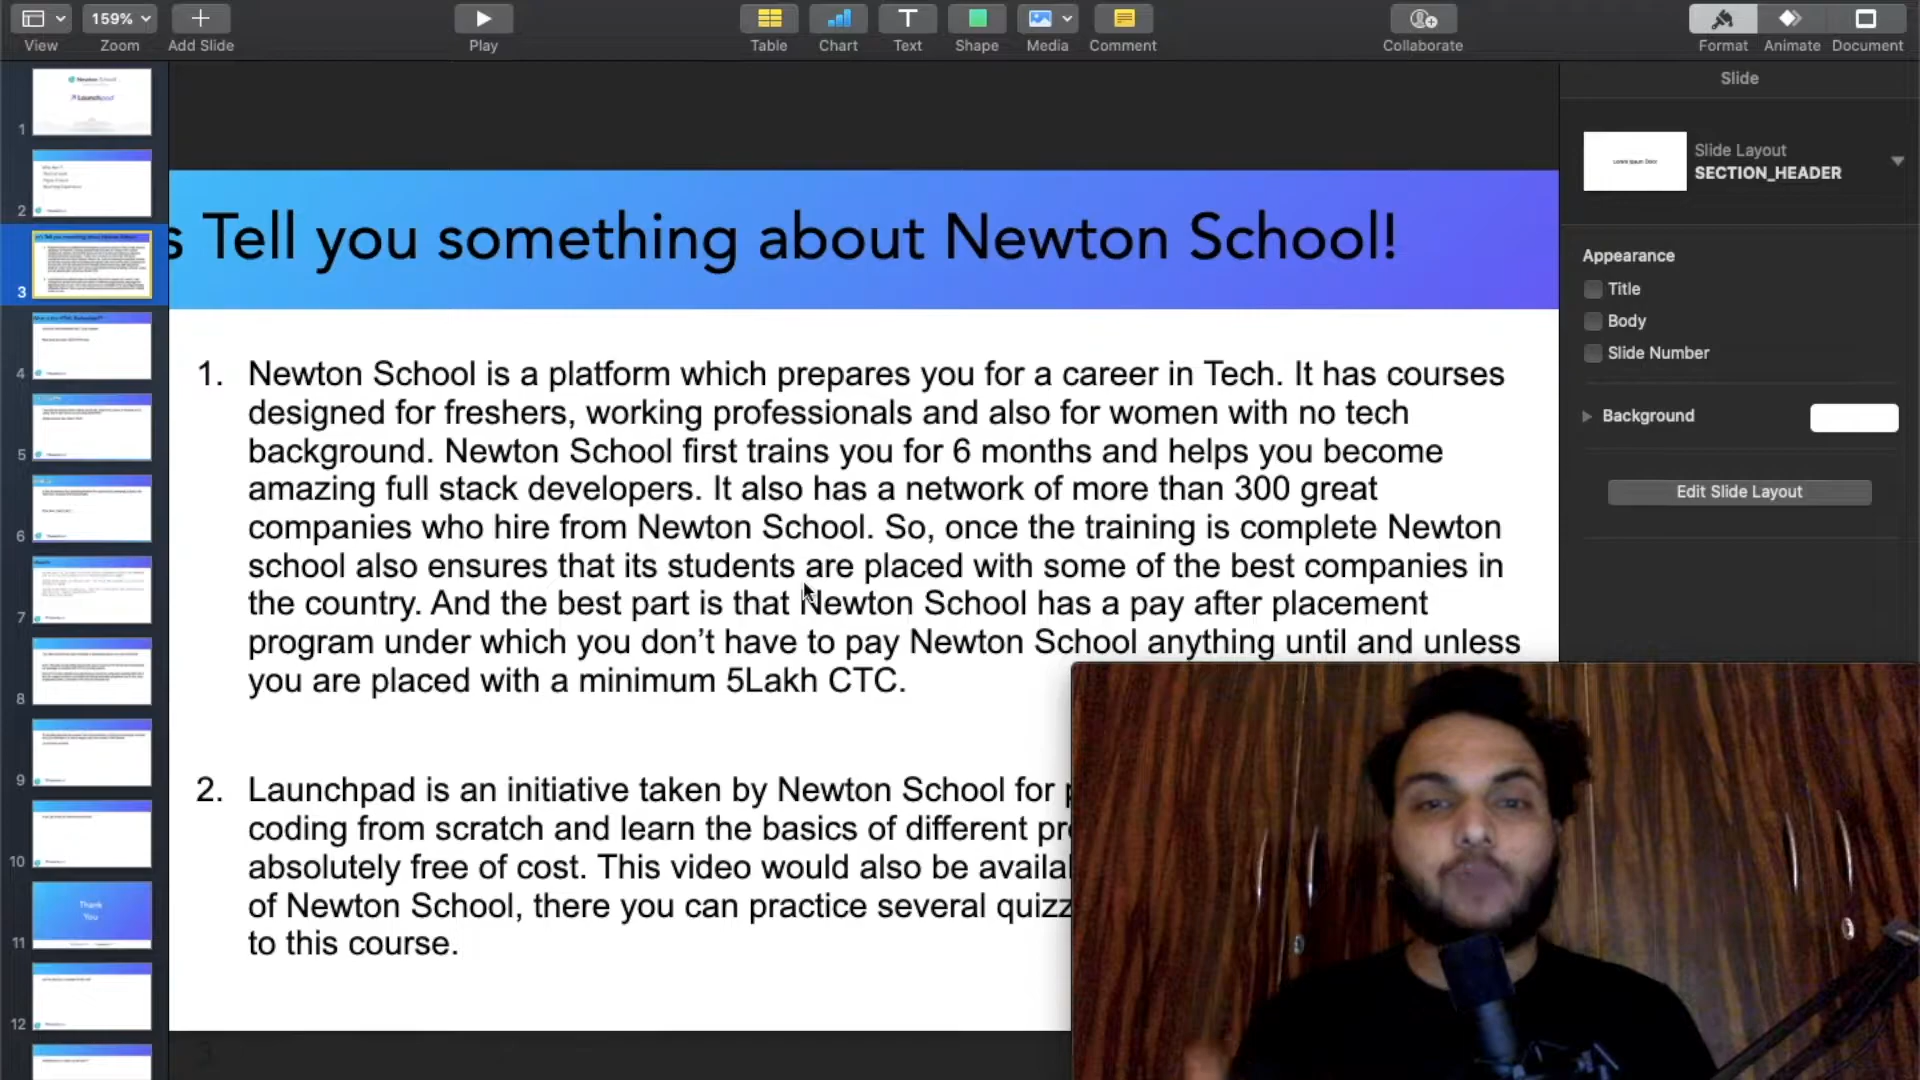 159%
View
Zoom
Add Slide
Play
Table
Chart
Text
Shape
Media
Comment
Collaborate
Format
Animate
Document
Slide
Slide Layout
SECTION_HEADER
Appearance
Title
Body
Slide Number
Background
Edit Slide Layout
1
2
3
4
5
6
7
8
9
10
Thank
You
11
12
s Tell you something about Newton School!
1. Newton School is a platform which prepares you for a career in Tech. It has courses
designed for freshers, working professionals and also for women with no tech
background. Newton School first trains you for 6 months and helps you become
amazing full stack developers. It also has a network of more than 300 great
companies who hire from Newton School. So, once the training is complete Newton
school also ensures that its students are placed with some of the best companies in
the country. And the best part is that Newton School has a pay after placement
program under which you don’t have to pay Newton School anything until and unless
you are placed with a minimum 5Lakh CTC.
2. Launchpad is an initiative taken by Newton School for
coding from scratch and learn the basics of different
absolutely free of cost. This video would also be
of Newton School, there you can practice several
to this course.